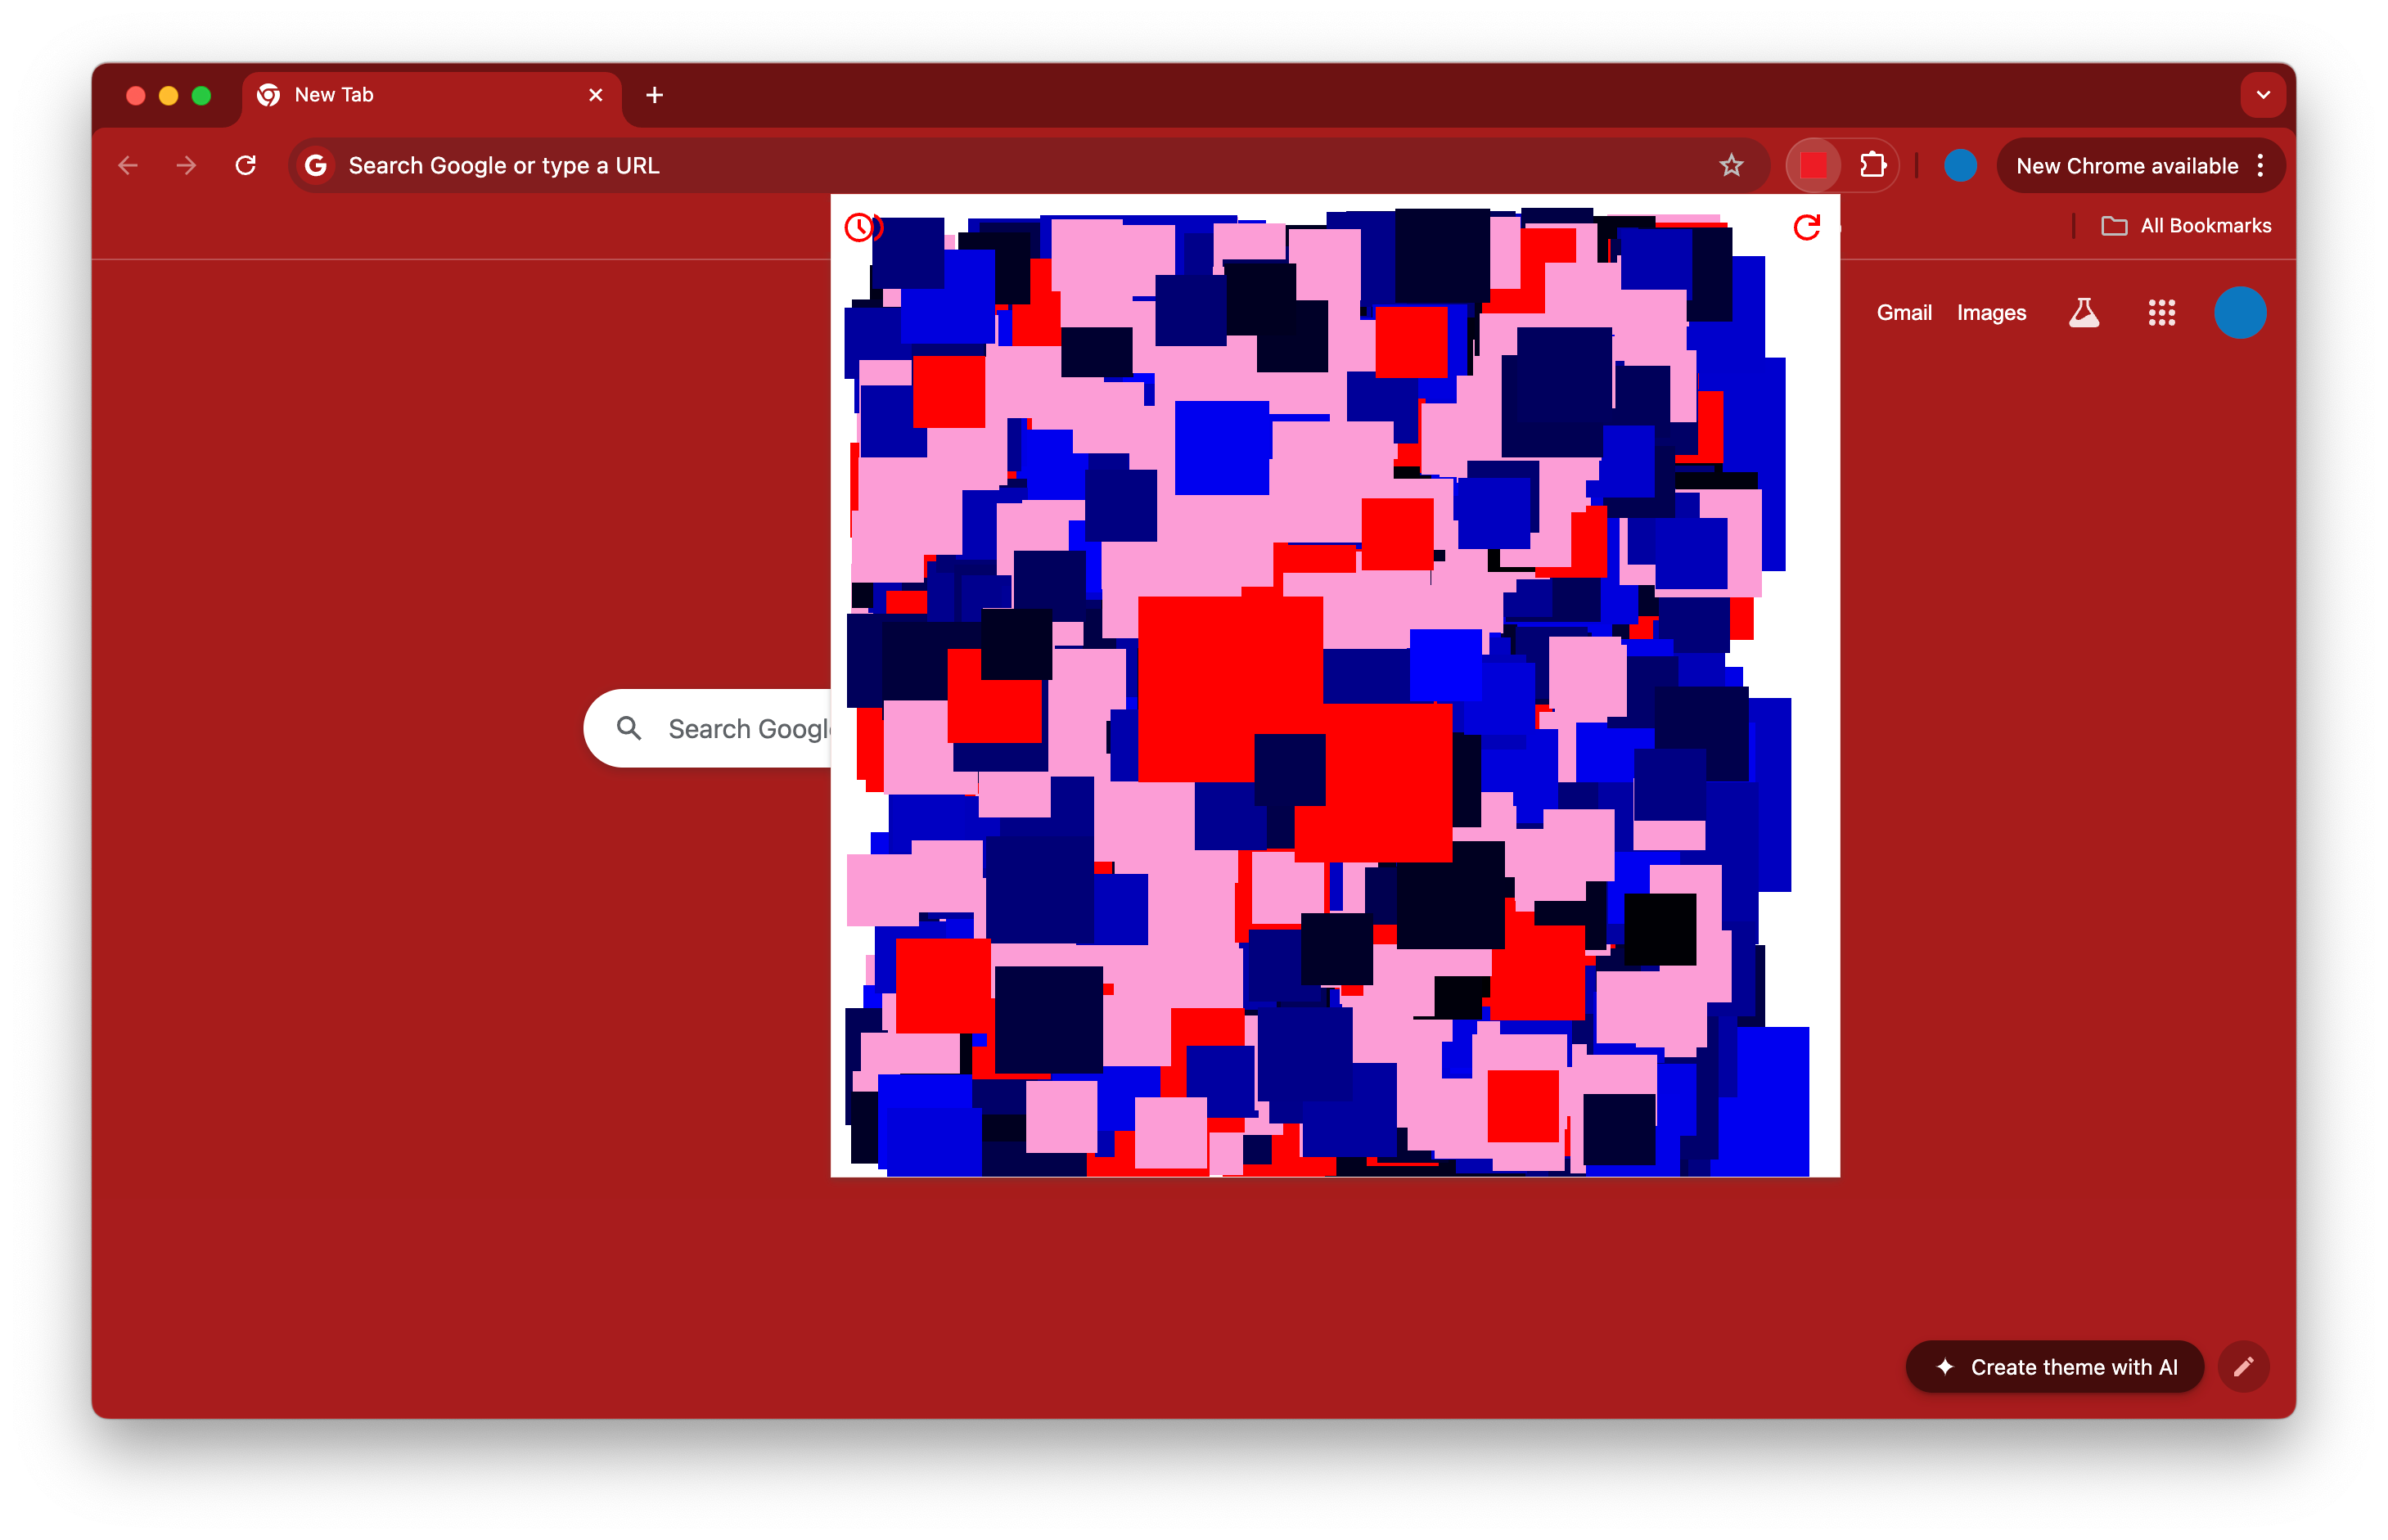 New Tab
Search Google or type a URL
New Chrome available
All Bookmarks
Gmail Images
Search Googl
Create theme with AI